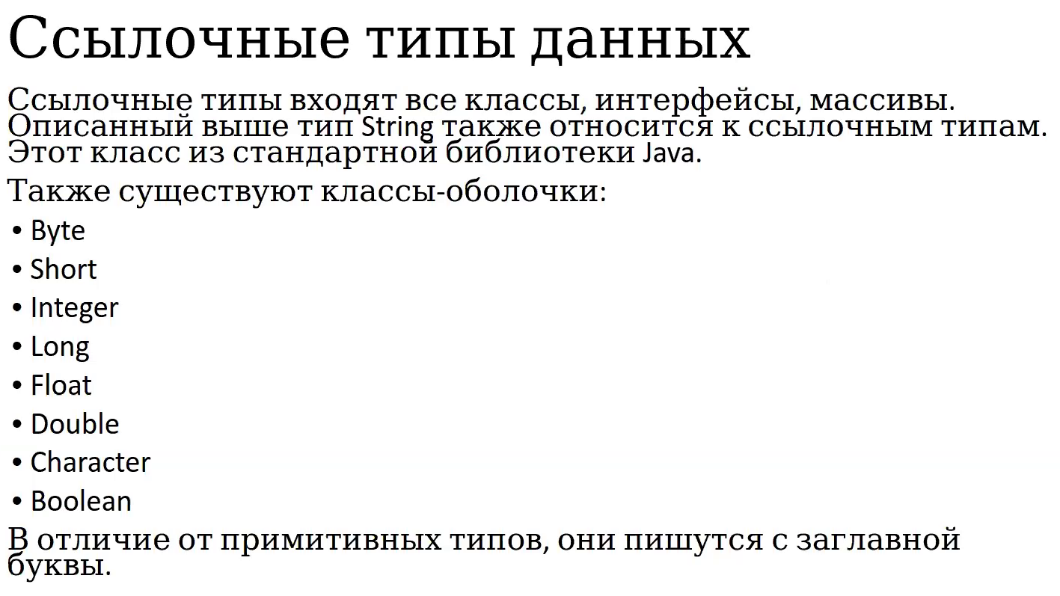 Ссылочные типы данных
Ссылочные типы входят все классы, интерфейсы, массивы.
Описанный выше тип String также относится к ссылочным типам.
Этот класс из стандартной библиотеки Java.
Также существуют классы-оболочки:
• Byte
• Short
• Integer
• Long
• Float
• Double
• Character
• Boolean
В отличие от примитивных типов, они пишутся с заглавной
буквы.